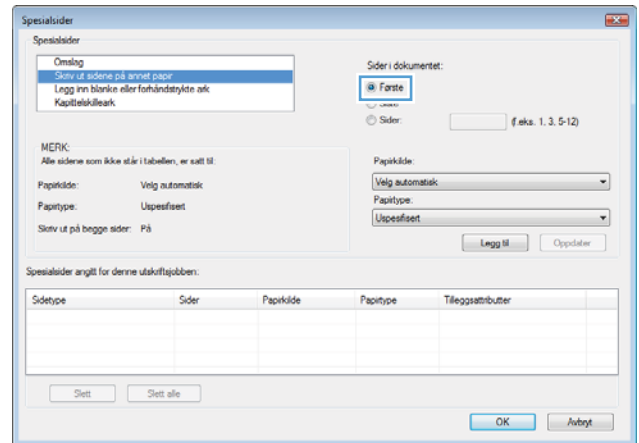 Spesialsider
Spesialsider
Omslag
Skriv ut sidene på annet papir
Legg inn blanke eller forhåndstrykte ark
Kapittelskilleark
Sider i dokumentet:
Første
Sider:
(f.eks. 1, 3, 5-12)
MERK:
Alle sidene som ikke står i tabellen, er satt til:
Papirkilde: Velg automatisk
Papirtype: Uspesifisert
Skriv ut på begge sider: På
Papirkilde:
Velg automatisk
Papirtype:
Uspesifisert
Legg til Oppdater
Spesialsider angitt for denne utskriftsjobben:
Sidetype Sider Papirkilde Papirtype Tilleggsattributter
Slett Slett alle
OK Avbryt